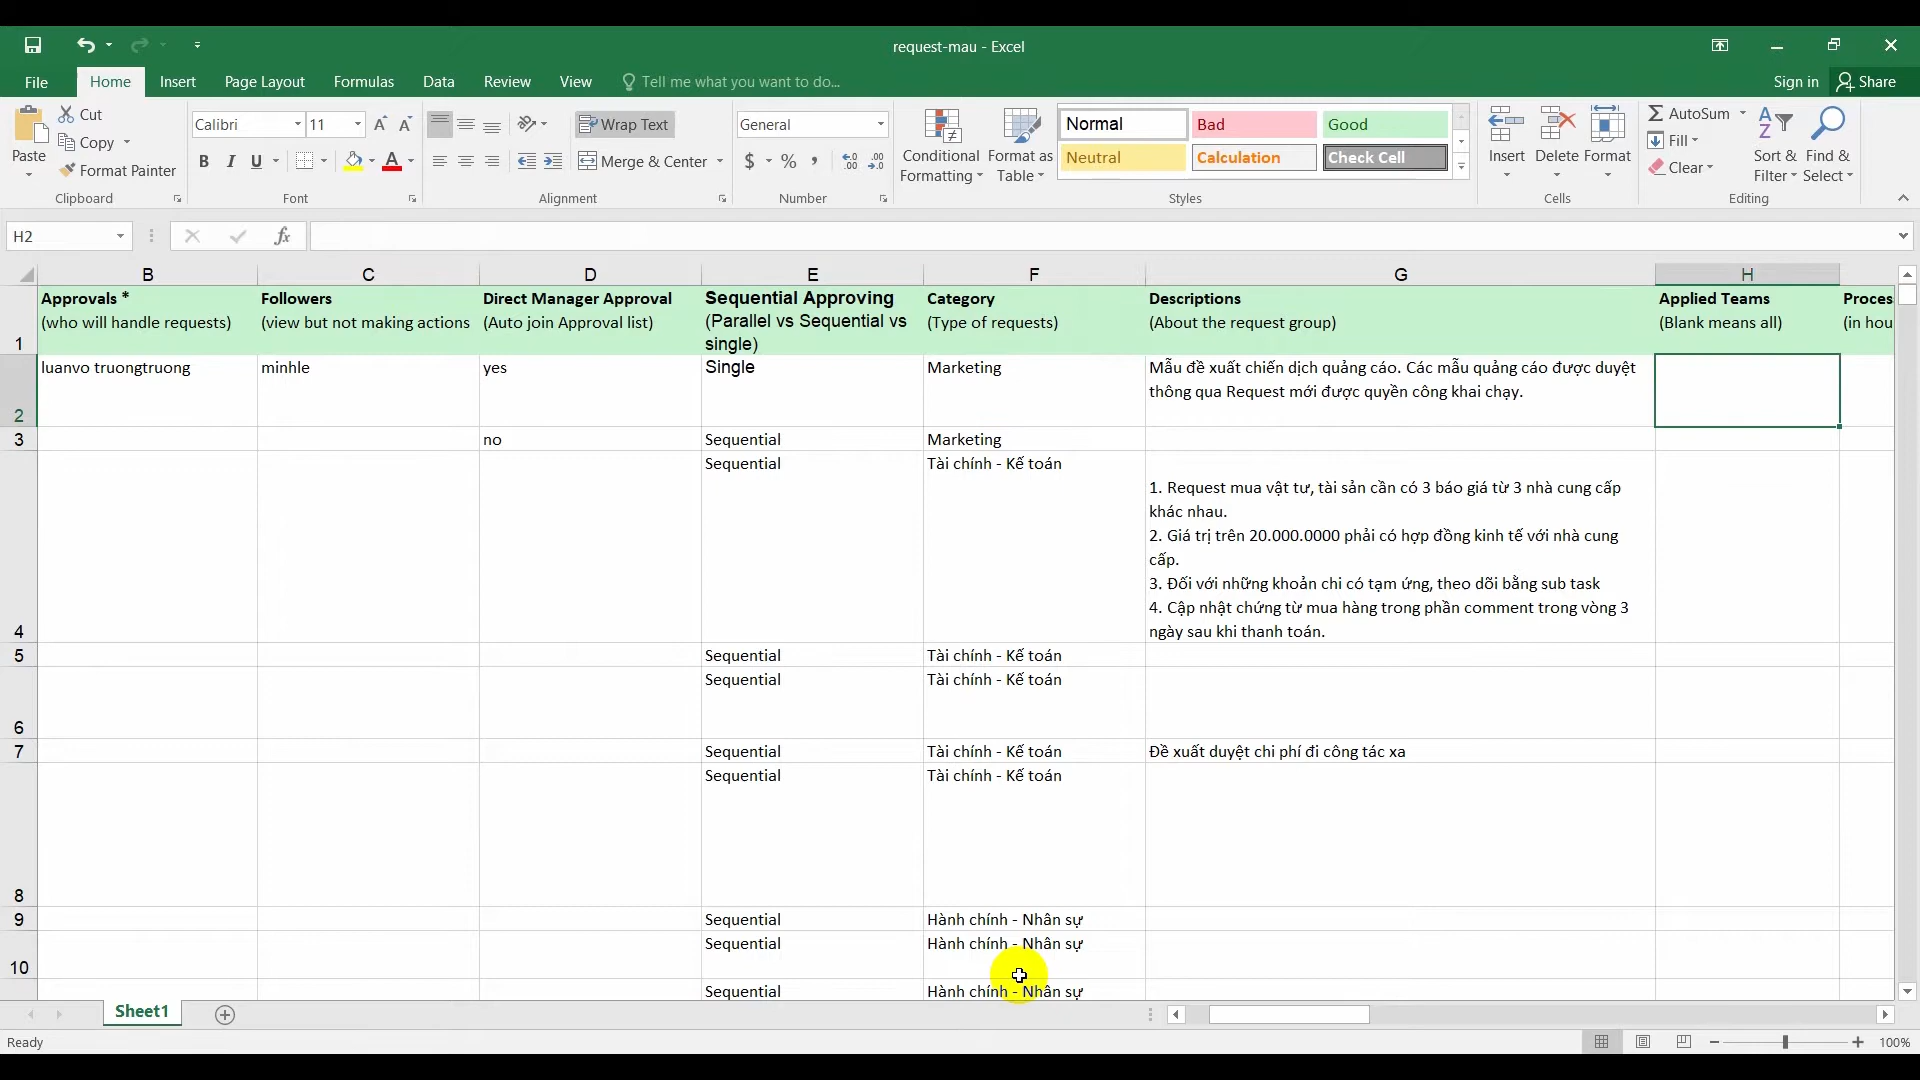 request-mau - Excel
File Home Insert Page Layout Formulas Data Review View Tell me what you want to do... Sign in Share
Paste
Cut
Copy
Format Painter
Clipboard
Calibri 11
B I U
Font
Wrap Text
Merge & Center
Alignment
General
$ % ,
Number
Conditional Formatting
Format as Table
Normal Bad Good
Neutral Calculation Check Cell
Styles
Insert Delete Format
Cells
AutoSum
Fill
Clear
Sort & Filter
Find & Select
Editing
H2
fx
B C D E F G H
1
Approvals *
(who will handle requests)
Followers
(view but not making actions
Direct Manager Approval
(Auto join Approval list)
Sequential Approving
(Parallel vs Sequential vs
single)
Category
(Type of requests)
Descriptions
(About the request group)
Applied Teams
(Blank means all)
Proces
(in hou
2
luanvo truongtruong
minhle
yes
Single
Marketing
Mẫu đề xuất chiến dịch quảng cáo. Các mẫu quảng cáo được duyệt
thông qua Request mới được quyền công khai chạy.
3 no Sequential Marketing
4 Sequential Tài chính - Kế toán
1. Request mua vật tư, tài sản cần có 3 báo giá từ 3 nhà cung cấp
khác nhau.
2. Giá trị trên 20.000.0000 phải có hợp đồng kinh tế với nhà cung
cấp.
3. Đối với những khoản chi có tạm ứng, theo dõi bằng sub task
4. Cập nhật chứng từ mua hàng trong phần comment trong vòng 3
ngày sau khi thanh toán.
5 Sequential Tài chính - Kế toán
6 Sequential Tài chính - Kế toán
7 Sequential Tài chính - Kế toán Đề xuất duyệt chi phí đi công tác xa
8 Sequential Tài chính - Kế toán
9 Sequential Hành chính - Nhân sự
10 Sequential Hành chính - Nhân sự
Sequential Hành chính - Nhân sự
Sheet1
Ready
100%